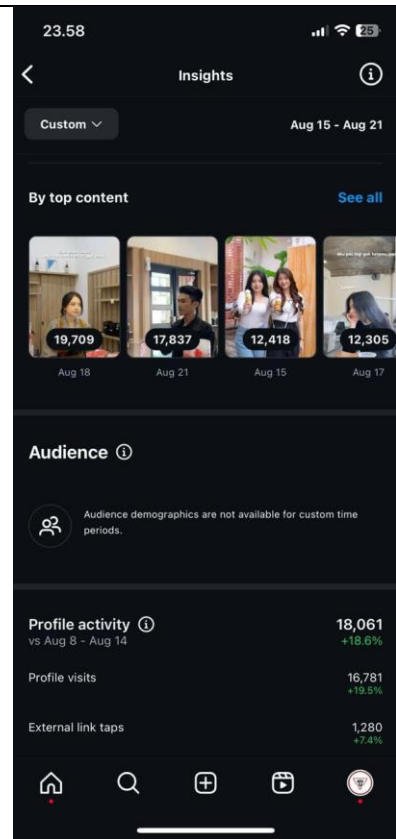 23.58
25
Insights
Custom
Aug 15 - Aug 21
By top content
See all
19,709
17,837
12,418
12,305
Aug 18
Aug 21
Aug 15
Aug 17
Audience
Audience demographics are not available for custom time
periods.
Profile activity
18,061
vs Aug 8 - Aug 14
+18.6%
Profile visits
16,781
+19.5%
External link taps
1,280
+7.4%